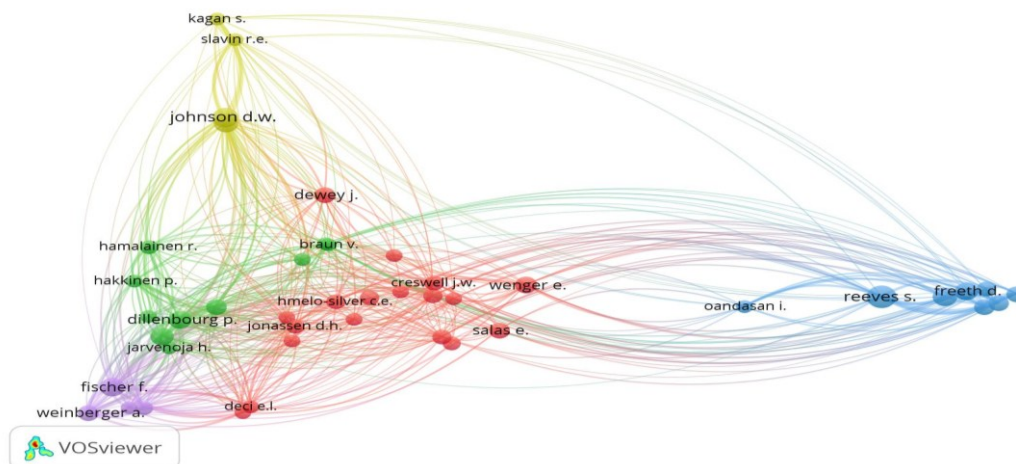 kagan s.
slavin r.e.
johnson d.w.
dewey j.
hamalainen r.
braun v.
hakkinen p.
creswell j.w.
wenger e.
hmelo-silver c.e.
oandasan i.
reeves s.
freeth d.
dillenbourg p.
jonassen d.h.
salas e.
jarvenoja h.
fischer f.
weinberger a.
deci e.l.
VOSviewer